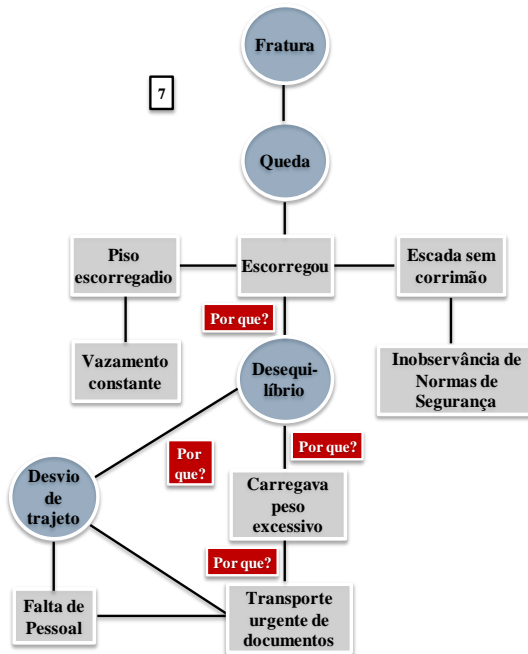 Fratura
7
Queda
Piso
escorregadio
Escorregou
Escada sem
corrimão
Por que?
Vazamento
constante
Desequi-
líbrio
Inobservância de
Normas de
Segurança
Por
que?
Por que?
Desvio
de
trajeto
Carregava
peso
excessivo
Por que?
Falta de
Pessoal
Transporte
urgente de
documentos